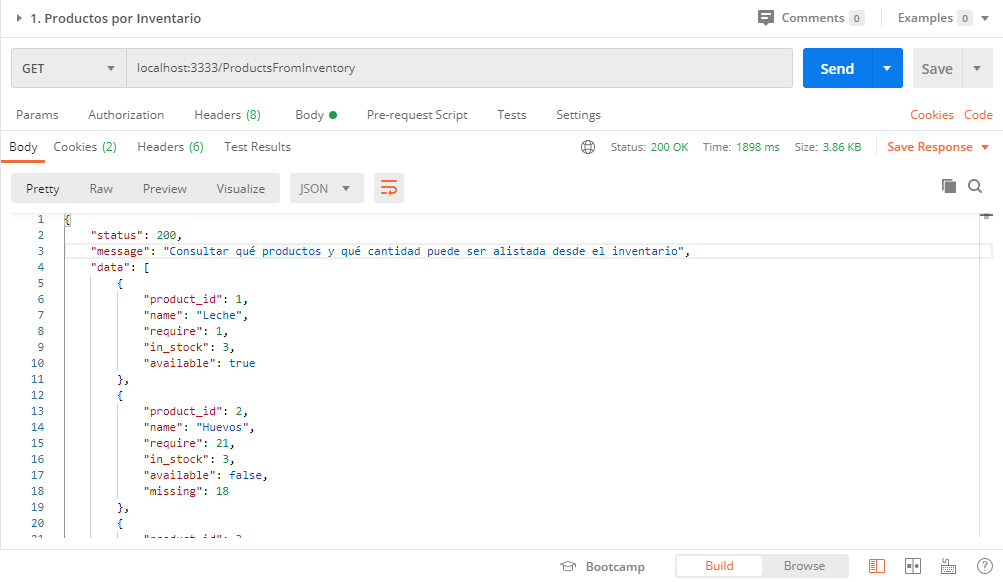 1. Productos por Inventario Comments 0 Examples 0
GET localhost:3333/ProductsFromInventory Send Save
Params Authorization Headers (8) Body Pre-request Script Tests Settings Cookies Code
Body Cookies (2) Headers (6) Test Results Status: 200 OK Time: 1898 ms Size: 3.86 KB Save Response
Pretty Raw Preview Visualize JSON
1 {
2 "status": 200,
3 "message": "Consultar qué productos y qué cantidad puede ser alistada desde el inventario",
4 "data": [
5 {
6 "product_id": 1,
7 "name": "Leche",
8 "require": 1,
9 "in_stock": 3,
10 "available": true
11 },
12 {
13 "product_id": 2,
14 "name": "Huevos",
15 "require": 21,
16 "in_stock": 3,
17 "available": false,
18 "missing": 18
19 },
20 {
21 "product_id": 3
Bootcamp Build Browse